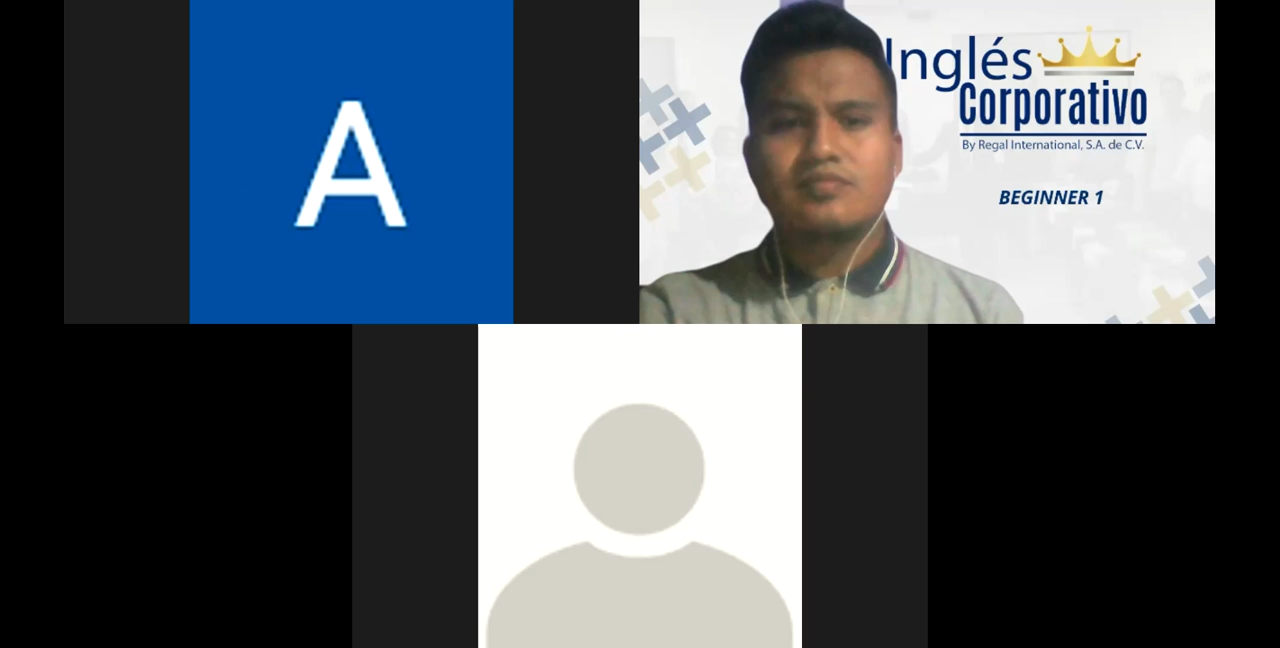 A
Inglés
Corporativo
By Regal International, S.A. de C.V.
BEGINNER 1